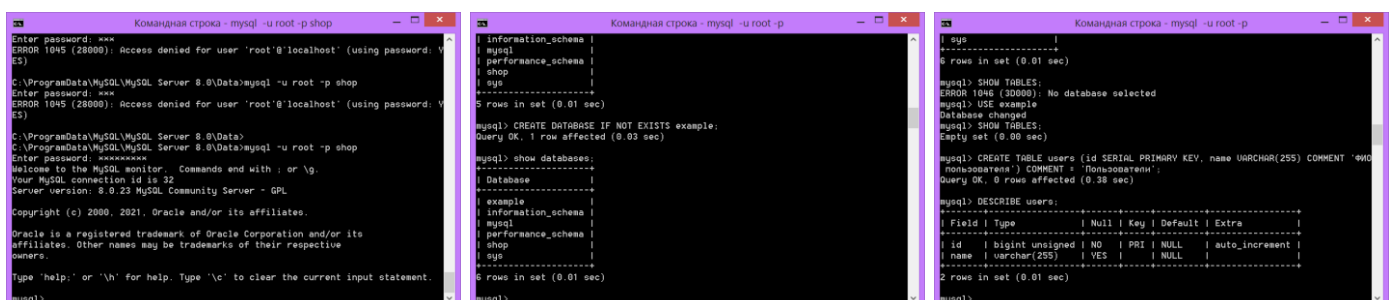 Командная строка - mysql -u root -p shop
Enter password: ***
ERROR 1045 (28000): Access denied for user 'root'@'localhost' (using password: Y
ES)
C:\ProgramData\MySQL\MySQL Server 8.0\Data>mysql -u root -p shop
Enter password: ***
ERROR 1045 (28000): Access denied for user 'root'@'localhost' (using password: Y
ES)
C:\ProgramData\MySQL\MySQL Server 8.0\Data>
C:\ProgramData\MySQL\MySQL Server 8.0\Data>mysql -u root -p shop
Enter password: *********
Welcome to the MySQL monitor.  Commands end with ; or \g.
Your MySQL connection id is 32
Server version: 8.0.23 MySQL Community Server - GPL
Copyright (c) 2000, 2021, Oracle and/or its affiliates.
Oracle is a registered trademark of Oracle Corporation and/or its
affiliates. Other names may be trademarks of their respective
owners.
Type 'help;' or '\h' for help. Type '\c' to clear the current input statement.
mysql>
Командная строка - mysql -u root -p
| information_schema |
| mysql |
| performance_schema |
| shop |
| sys |
+--------------------+
5 rows in set (0.01 sec)
mysql> CREATE DATABASE IF NOT EXISTS example;
Query OK, 1 row affected (0.03 sec)
mysql> show databases;
+--------------------+
| Database |
+--------------------+
| example |
| information_schema |
| mysql |
| performance_schema |
| shop |
| sys |
+--------------------+
6 rows in set (0.01 sec)
mysql>
Командная строка - mysql -u root -p
| sys |
+--------------------+
6 rows in set (0.01 sec)
mysql> SHOW TABLES;
ERROR 1046 (3D000): No database selected
mysql> USE example
Database changed
mysql> SHOW TABLES;
Empty set (0.00 sec)
mysql> CREATE TABLE users (id SERIAL PRIMARY KEY, name VARCHAR(255) COMMENT 'ФИО
пользователя') COMMENT = 'Пользователи';
Query OK, 0 rows affected (0.38 sec)
mysql> DESCRIBE users;
+-------+-----------------+------+-----+---------+----------------+
| Field | Type | Null | Key | Default | Extra |
+-------+-----------------+------+-----+---------+----------------+
| id | bigint unsigned | NO | PRI | NULL | auto_increment |
| name | varchar(255) | YES | | NULL | |
+-------+-----------------+------+-----+---------+----------------+
2 rows in set (0.01 sec)
mysql>